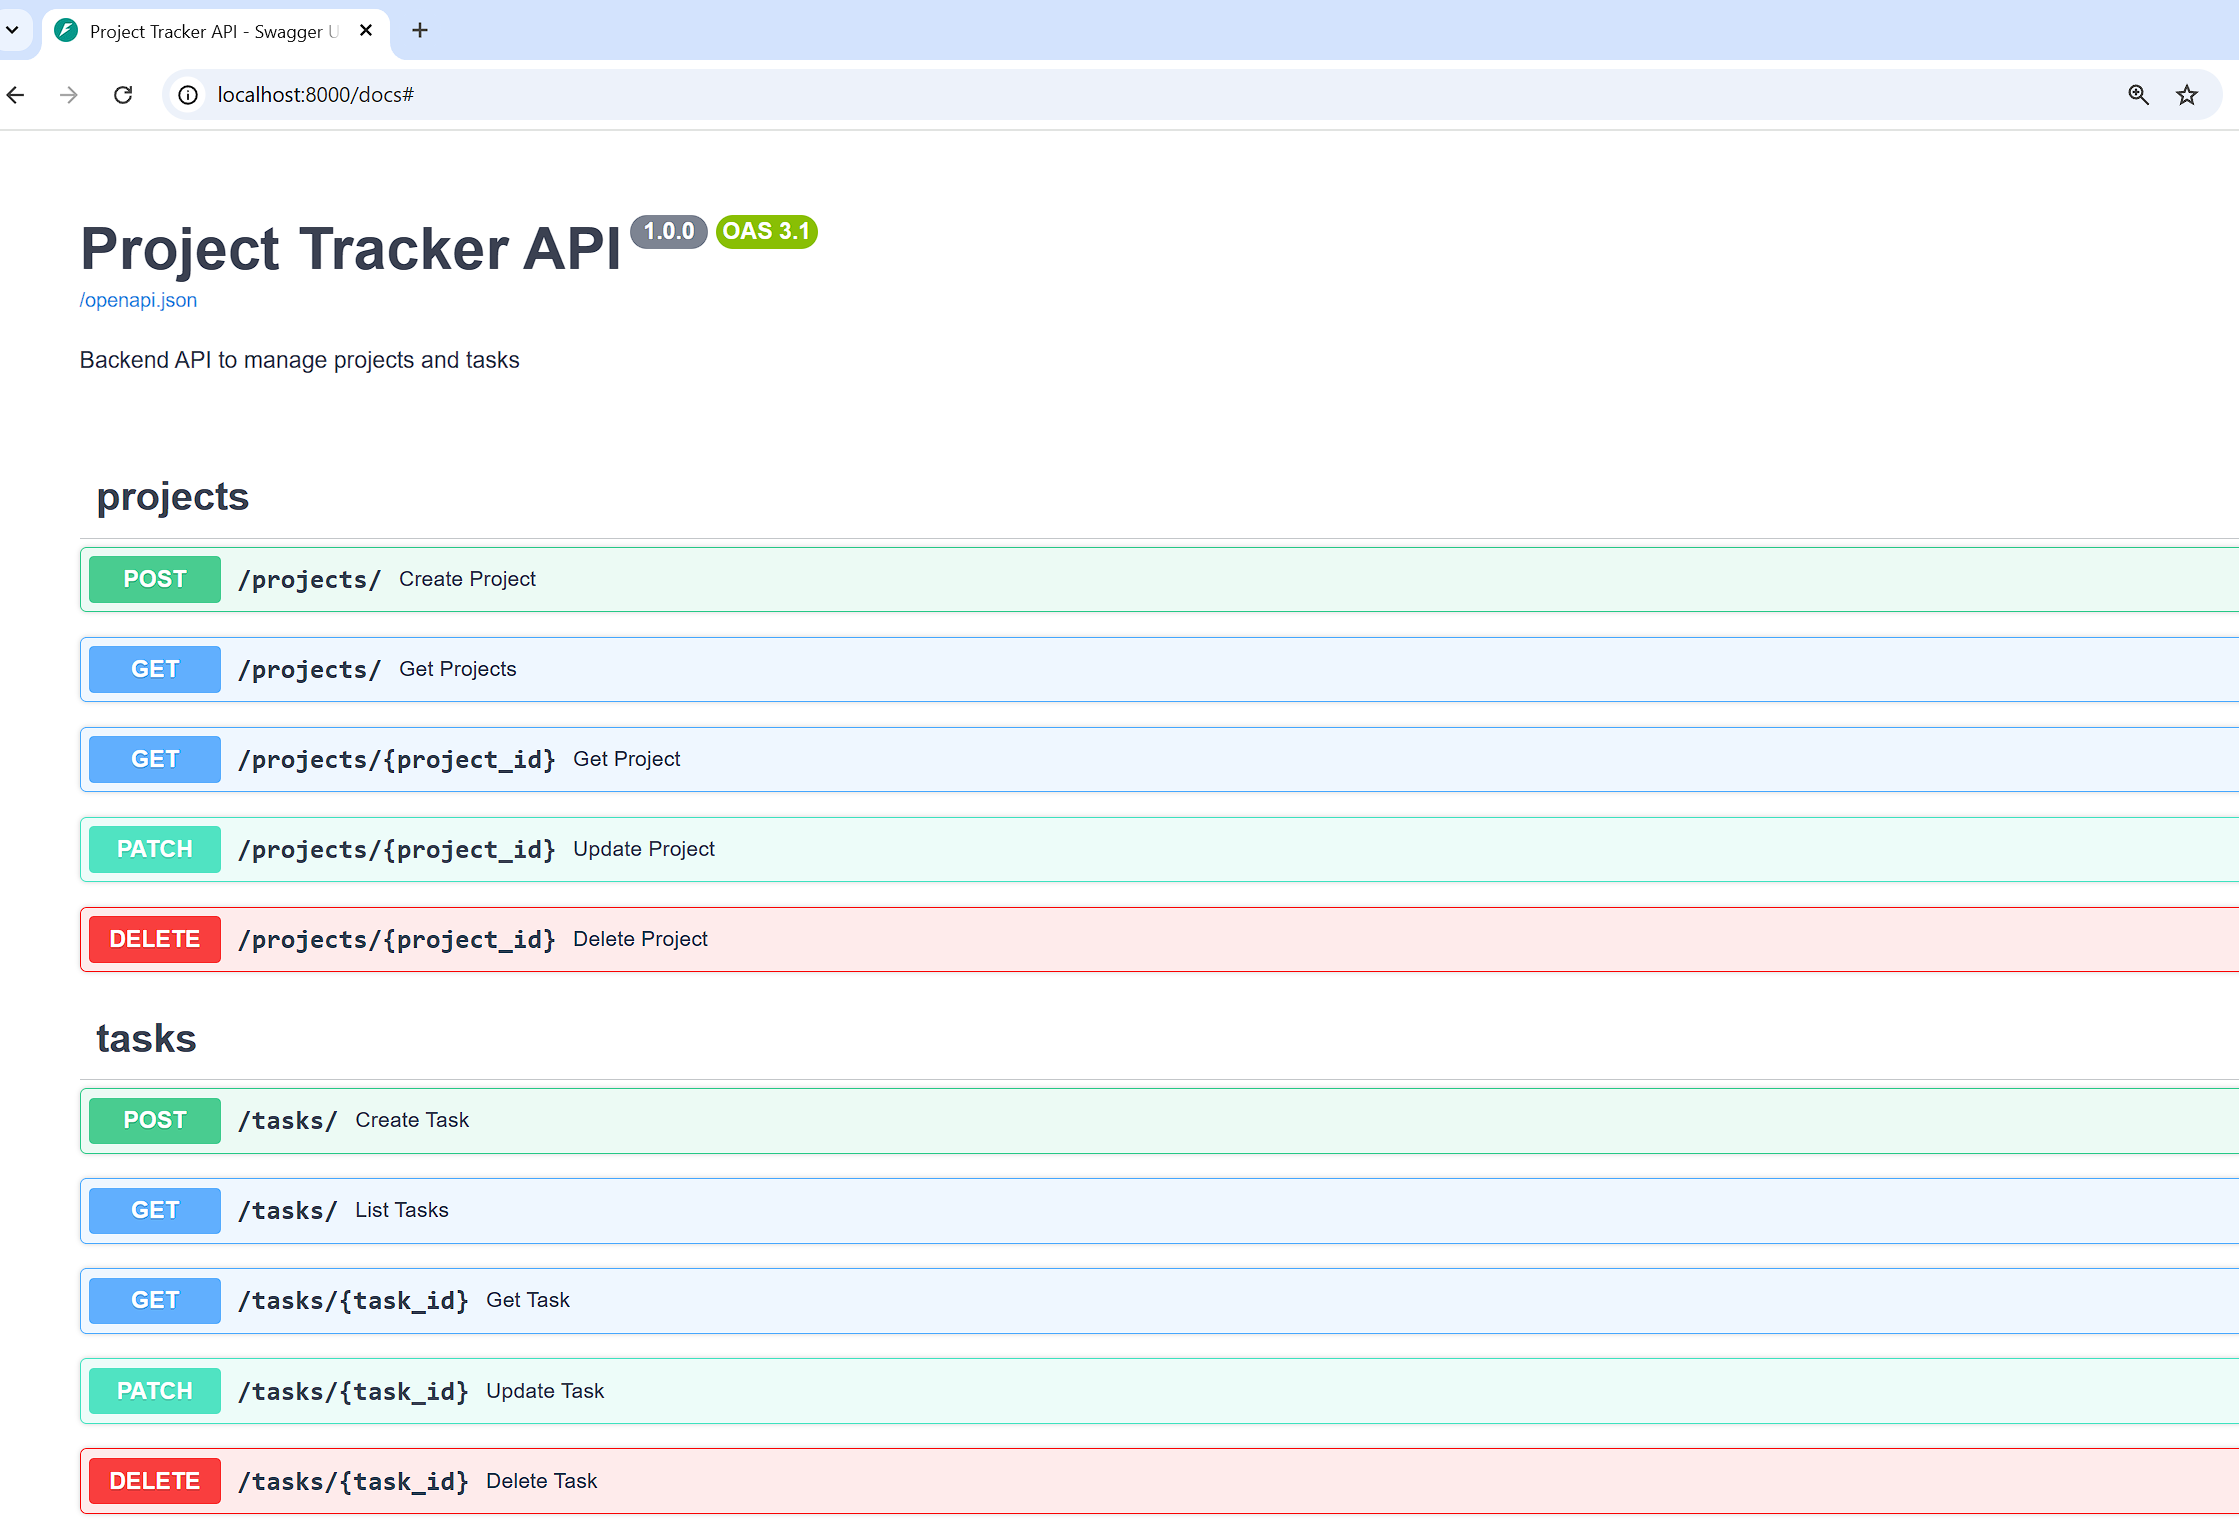 Project Tracker API - Swagger U
localhost:8000/docs#
Project Tracker API 1.0.0 OAS 3.1
/openapi.json
Backend API to manage projects and tasks
projects
POST /projects/ Create Project
GET /projects/ Get Projects
GET /projects/{project_id} Get Project
PATCH /projects/{project_id} Update Project
DELETE /projects/{project_id} Delete Project
tasks
POST /tasks/ Create Task
GET /tasks/ List Tasks
GET /tasks/{task_id} Get Task
PATCH /tasks/{task_id} Update Task
DELETE /tasks/{task_id} Delete Task